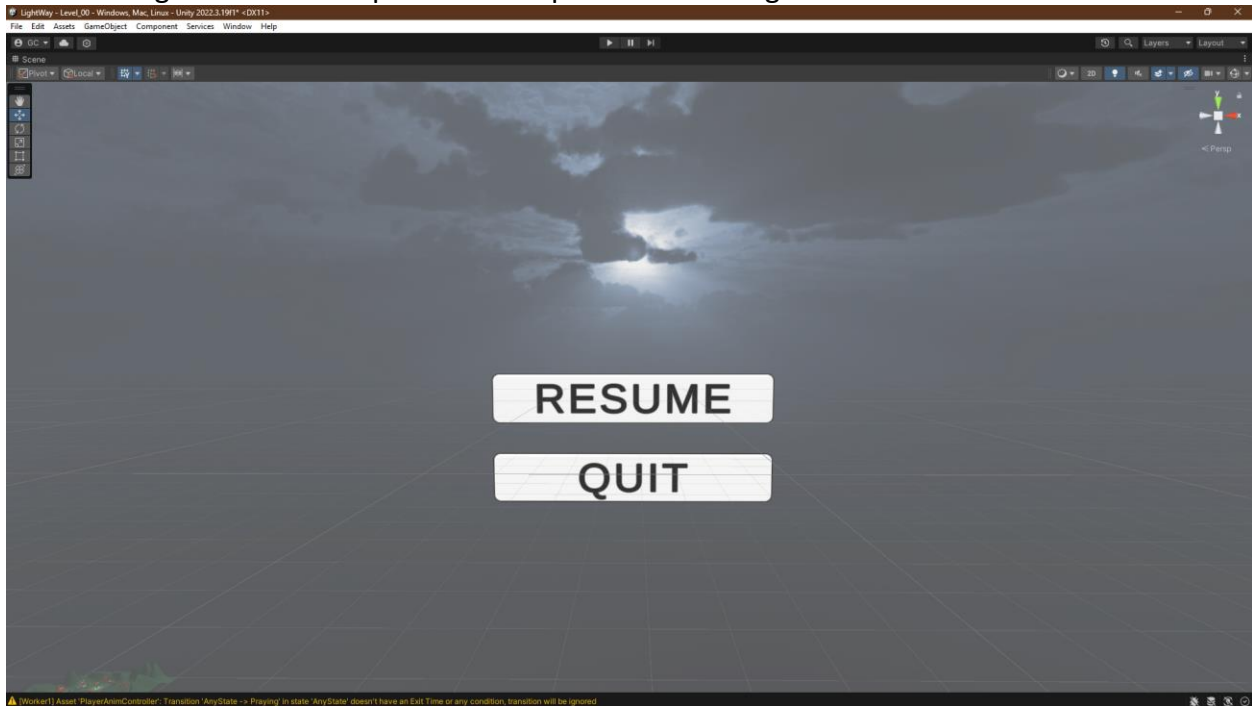 LightWay - Level_00 - Windows, Mac, Linux - Unity 2022.3.19f1* <DX11>
File Edit Assets GameObject Component Services Window Help
GC Layers Layout
Scene
Pivot Local 2D
y
x
Persp
RESUME
QUIT
[Worker1] Asset 'PlayerAnimController': Transition 'AnyState -> Praying' in state 'AnyState' doesn't have an Exit Time or any condition, transition will be ignored